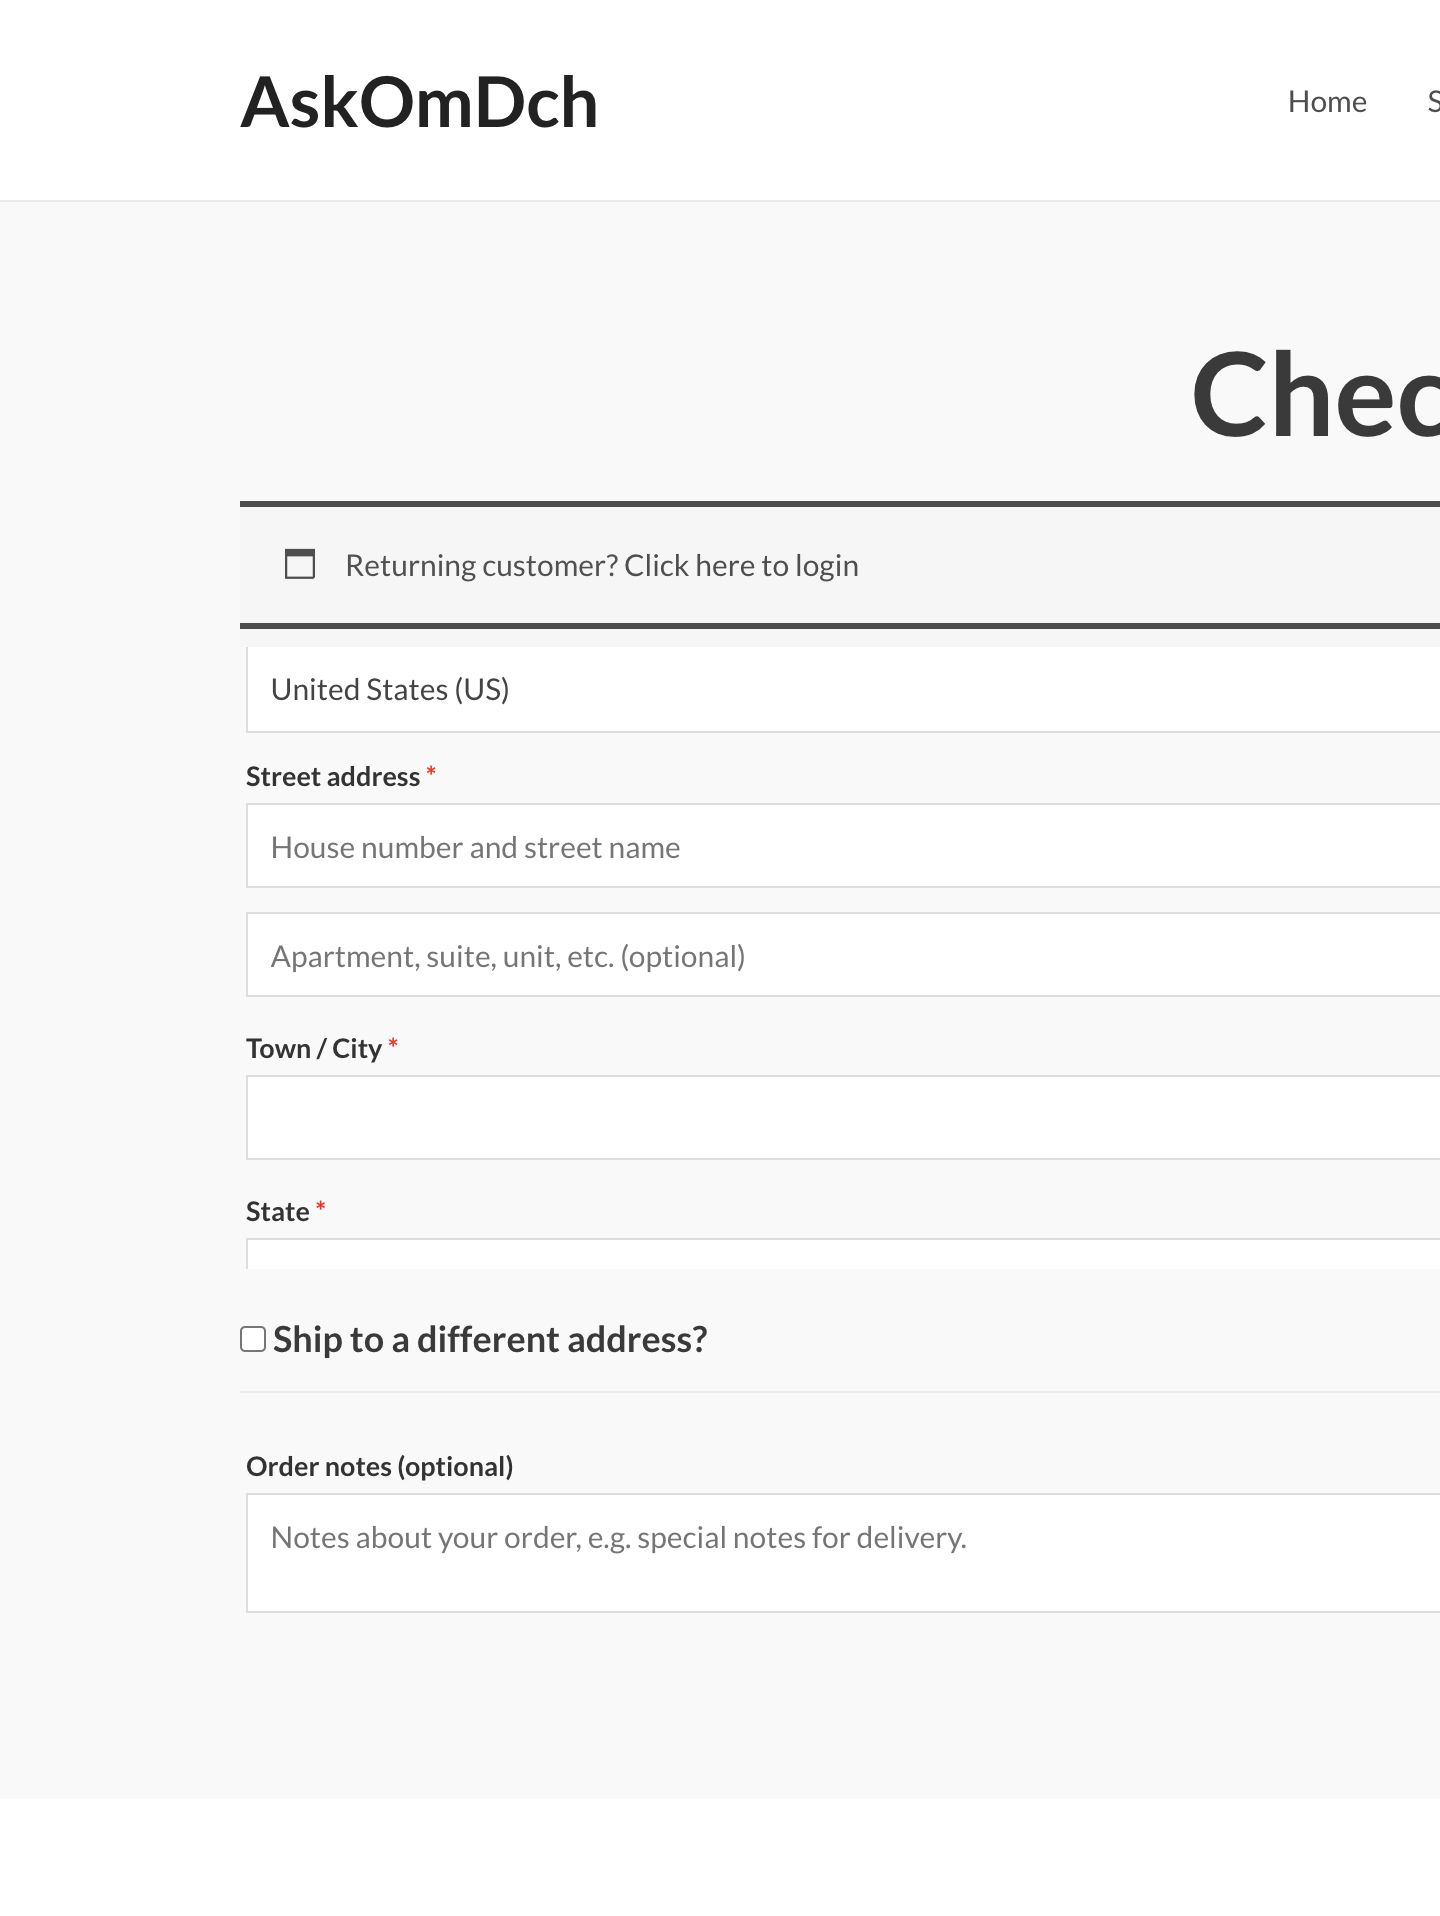 AskOmDch
Home
Returning customer? Click here to login
United States (US)
Street address *
House number and street name
Apartment, suite, unit, etc. (optional)
Town / City *
State *
Ship to a different address?
Order notes (optional)
Notes about your order, e.g. special notes for delivery.